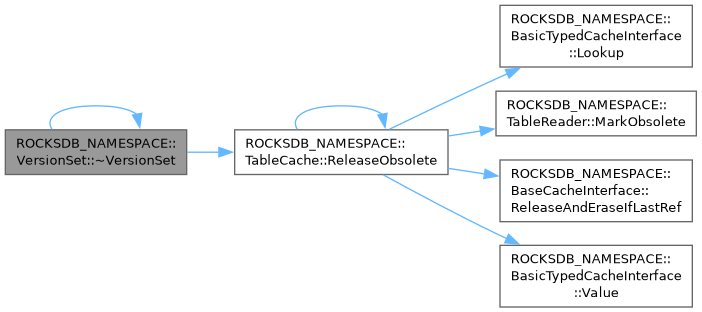 ROCKSDB_NAMESPACE::
VersionSet::~VersionSet
ROCKSDB_NAMESPACE::
TableCache::ReleaseObsolete
ROCKSDB_NAMESPACE::
BasicTypedCacheInterface
::Lookup
ROCKSDB_NAMESPACE::
TableReader::MarkObsolete
ROCKSDB_NAMESPACE::
BaseCacheInterface::
ReleaseAndEraseIfLastRef
ROCKSDB_NAMESPACE::
BasicTypedCacheInterface
::Value